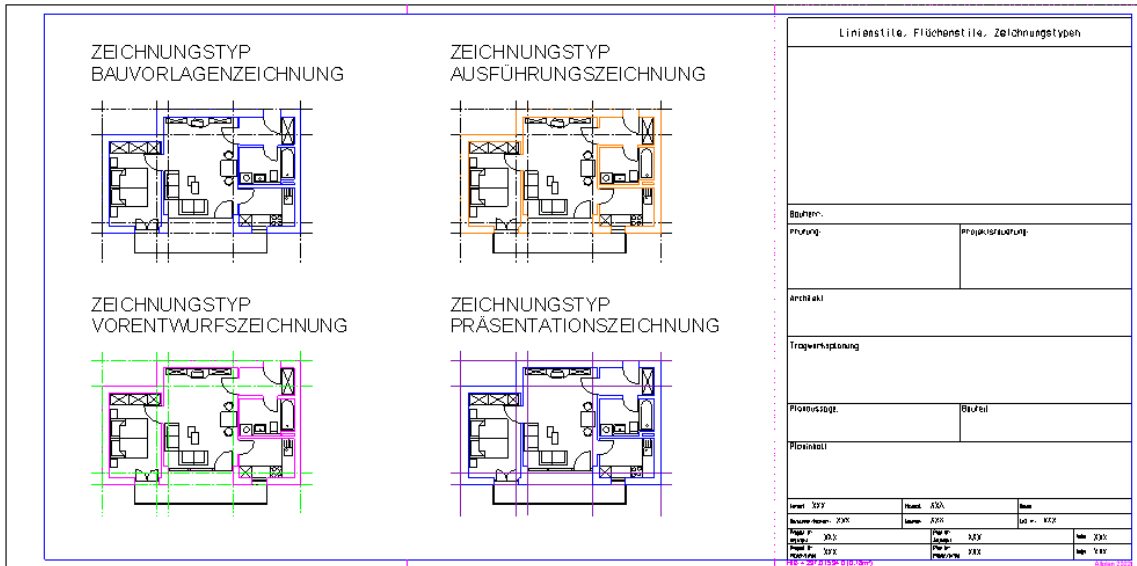 ZEICHNUNGSTYP
BAUVORLAGENZEICHNUNG
ZEICHNUNGSTYP
AUSFÜHRUNGSZEICHNUNG
ZEICHNUNGSTYP
VORENTWURFSZEICHNUNG
ZEICHNUNGSTYP
PRÄSENTATIONSZEICHNUNG
Linienstile, Flächenstile, Zeichnungstypen
Bauherr:
Prüfung: Projektsteuerung:
Architekt
Tragwerksplanung
Planaussage: Bauteil
Planinhalt
XXX XXX
XXX XXX XXX
XXX XXX XXX
XXX XXX XXX